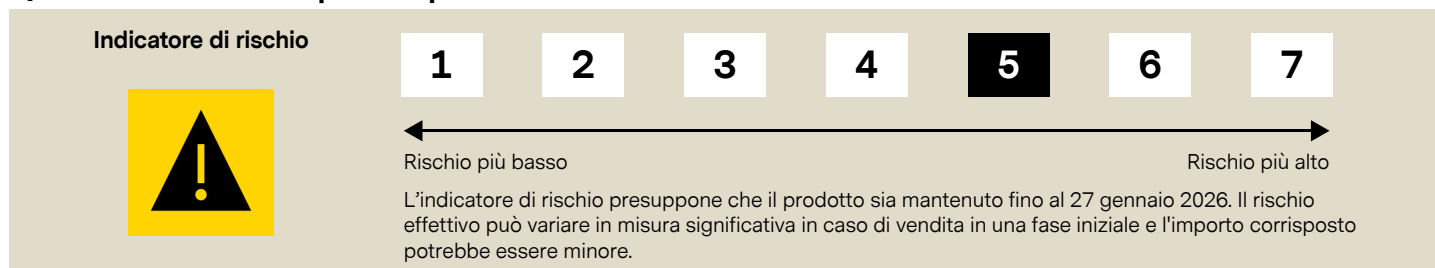 Indicatore di rischio
1 2 3 4 5 6 7
Rischio più basso Rischio più alto
L'indicatore di rischio presuppone che il prodotto sia mantenuto fino al 27 gennaio 2026. Il rischio
effettivo può variare in misura significativa in caso di vendita in una fase iniziale e l'importo corrisposto
potrebbe essere minore.